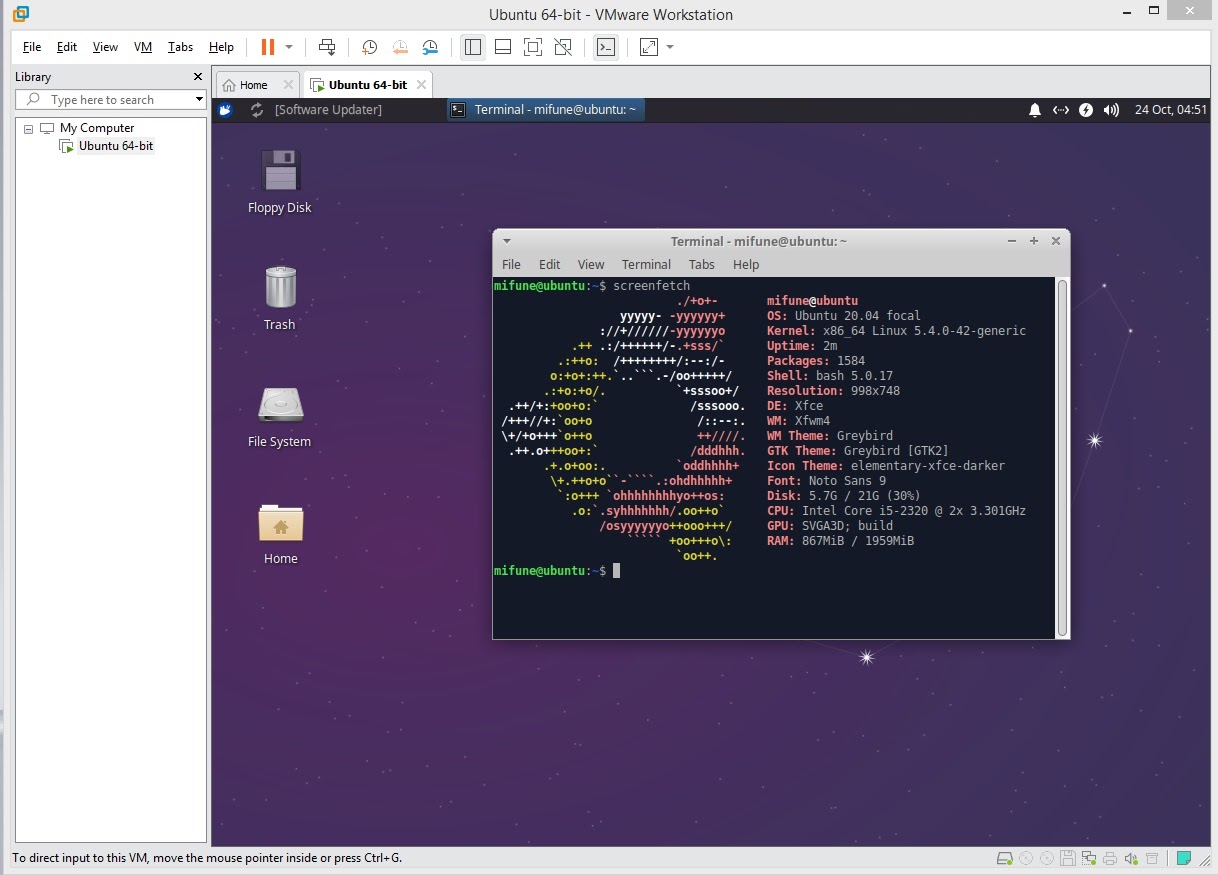 Ubuntu 64-bit - VMware Workstation
File Edit View VM Tabs Help
Library
Type here to search
My Computer
Ubuntu 64-bit
Home
Ubuntu 64-bit
[Software Updater]
Terminal - mifune@ubuntu: ~
24 Oct, 04:51
Floppy Disk
Trash
File System
Home
Terminal - mifune@ubuntu: ~
File Edit View Terminal Tabs Help
mifune@ubuntu:~$ screenfetch
./+o+- mifune@ubuntu
yyyyy- -yyyyyy+ OS: Ubuntu 20.04 focal
://+//////-yyyyyyo Kernel: x86_64 Linux 5.4.0-42-generic
.++ .:/++++++/-.+sss/` Uptime: 2m
.:++o: /++++++++/:--:/- Packages: 1584
o:+o+:++.`..```.-/oo+++++/ Shell: bash 5.0.17
.:+o:+o/. `+sssoo+/ Resolution: 998x748
.++/+:+oo+o:` /sssooo. DE: Xfce
/+++//+:`oo+o /::--:. WM: Xfwm4
\+/+o+++`o++o ++////. WM Theme: Greybird
.++.o+++oo+:` /dddhhh. GTK Theme: Greybird [GTK2]
.+.o+oo:. `oddhhhh+ Icon Theme: elementary-xfce-darker
\+.++o+o``-````.:ohdhhhhh+ Font: Noto Sans 9
`:o+++ `ohhhhhhhhyo++os: Disk: 5.7G / 21G (30%)
.o:`.syhhhhhhh/.oo++o` CPU: Intel Core i5-2320 @ 2x 3.301GHz
/osyyyyyyo++ooo+++/ GPU: SVGA3D; build
````` +oo+++o\: RAM: 867MiB / 1959MiB
`oo++.
mifune@ubuntu:~$
To direct input to this VM, move the mouse pointer inside or press Ctrl+G.